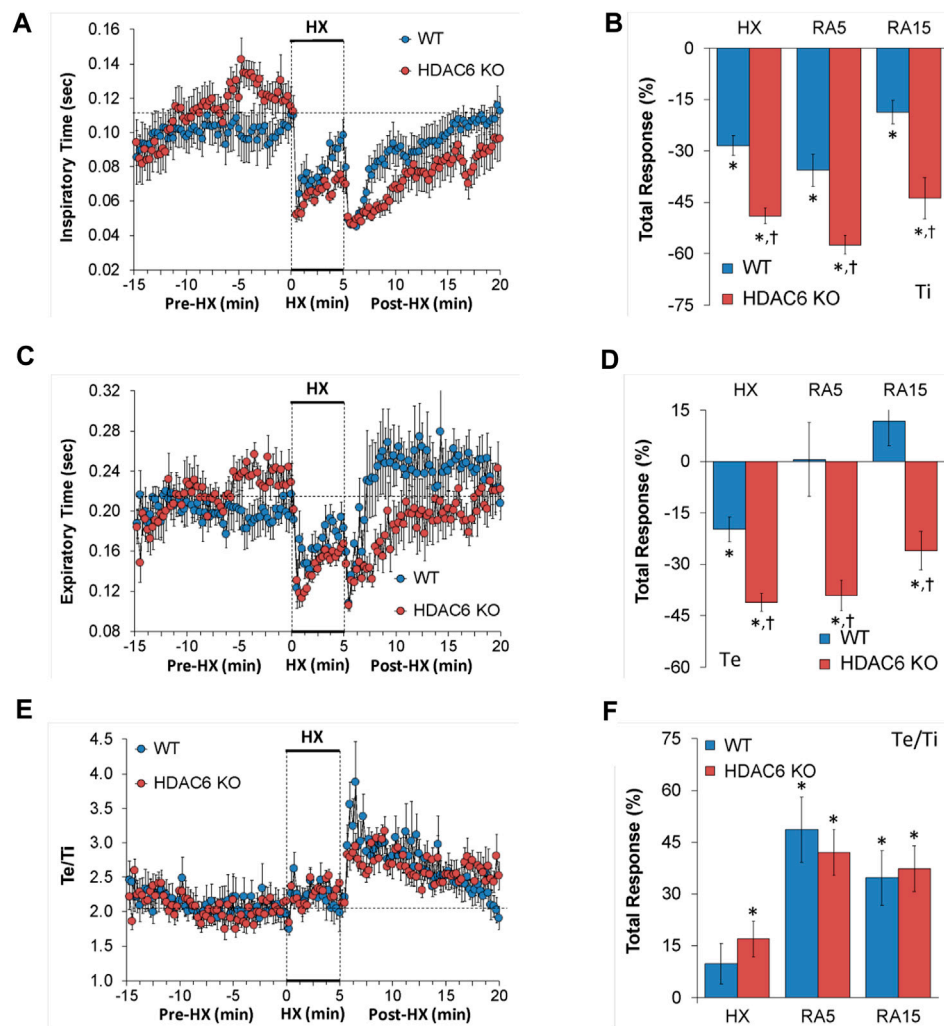 A
HX
WT
HDAC6 KO
Inspiratory Time (sec)
0.16
0.14
0.12
0.10
0.08
0.06
0.04
0.02
-15 -10 -5 0 5 10 15 20
Pre-HX (min) HX (min) Post-HX (min)
B
HX RA5 RA15
Total Response (%)
0
-15
-30
-45
-60
-75
* * *
*,† *,† *,†
WT
HDAC6 KO
Ti
C
HX
Expiratory Time (sec)
0.32
0.28
0.24
0.20
0.16
0.12
0.08
WT
HDAC6 KO
-15 -10 -5 0 5 10 15 20
Pre-HX (min) HX (min) Post-HX (min)
D
HX RA5 RA15
Total Response (%)
15
0
-15
-30
-45
-60
*
*,† *,† *,†
WT
HDAC6 KO
Te
E
HX
WT
HDAC6 KO
Te/Ti
4.5
4.0
3.5
3.0
2.5
2.0
1.5
1.0
-15 -10 -5 0 5 10 15 20
Pre-HX (min) HX (min) Post-HX (min)
F
Te/Ti
WT
HDAC6 KO
Total Response (%)
75
60
45
30
15
0
* * * * *
HX RA5 RA15